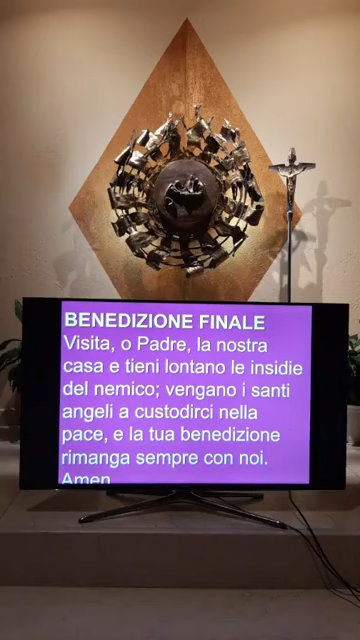 BENEDIZIONE FINALE
Visita, o Padre, la nostra
casa e tieni lontano le insidie
del nemico; vengano i santi
angeli a custodirci nella
pace, e la tua benedizione
rimanga sempre con noi.
Amen